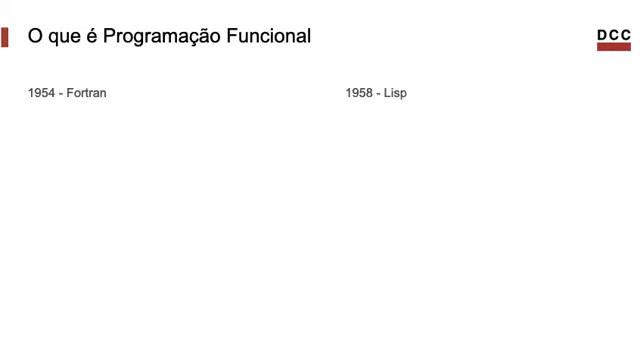 O que é Programação Funcional
DCC
1954 - Fortran
1958 - Lisp